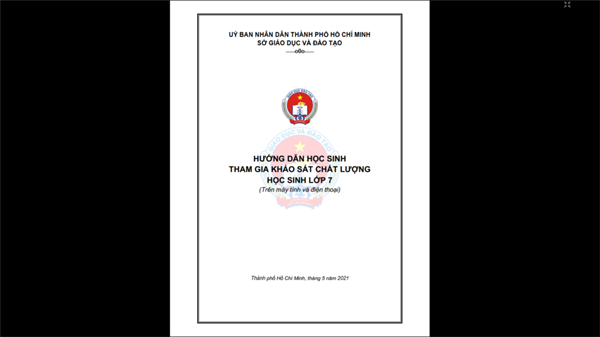 UỶ BAN NHÂN DÂN THÀNH PHỐ HỒ CHÍ MINH
SỞ GIÁO DỤC VÀ ĐÀO TẠO
HƯỚNG DẪN HỌC SINH
THAM GIA KHẢO SÁT CHẤT LƯỢNG
HỌC SINH LỚP 7
(Trên máy tính và điện thoại)
Thành phố Hồ Chí Minh, tháng 5 năm 2021